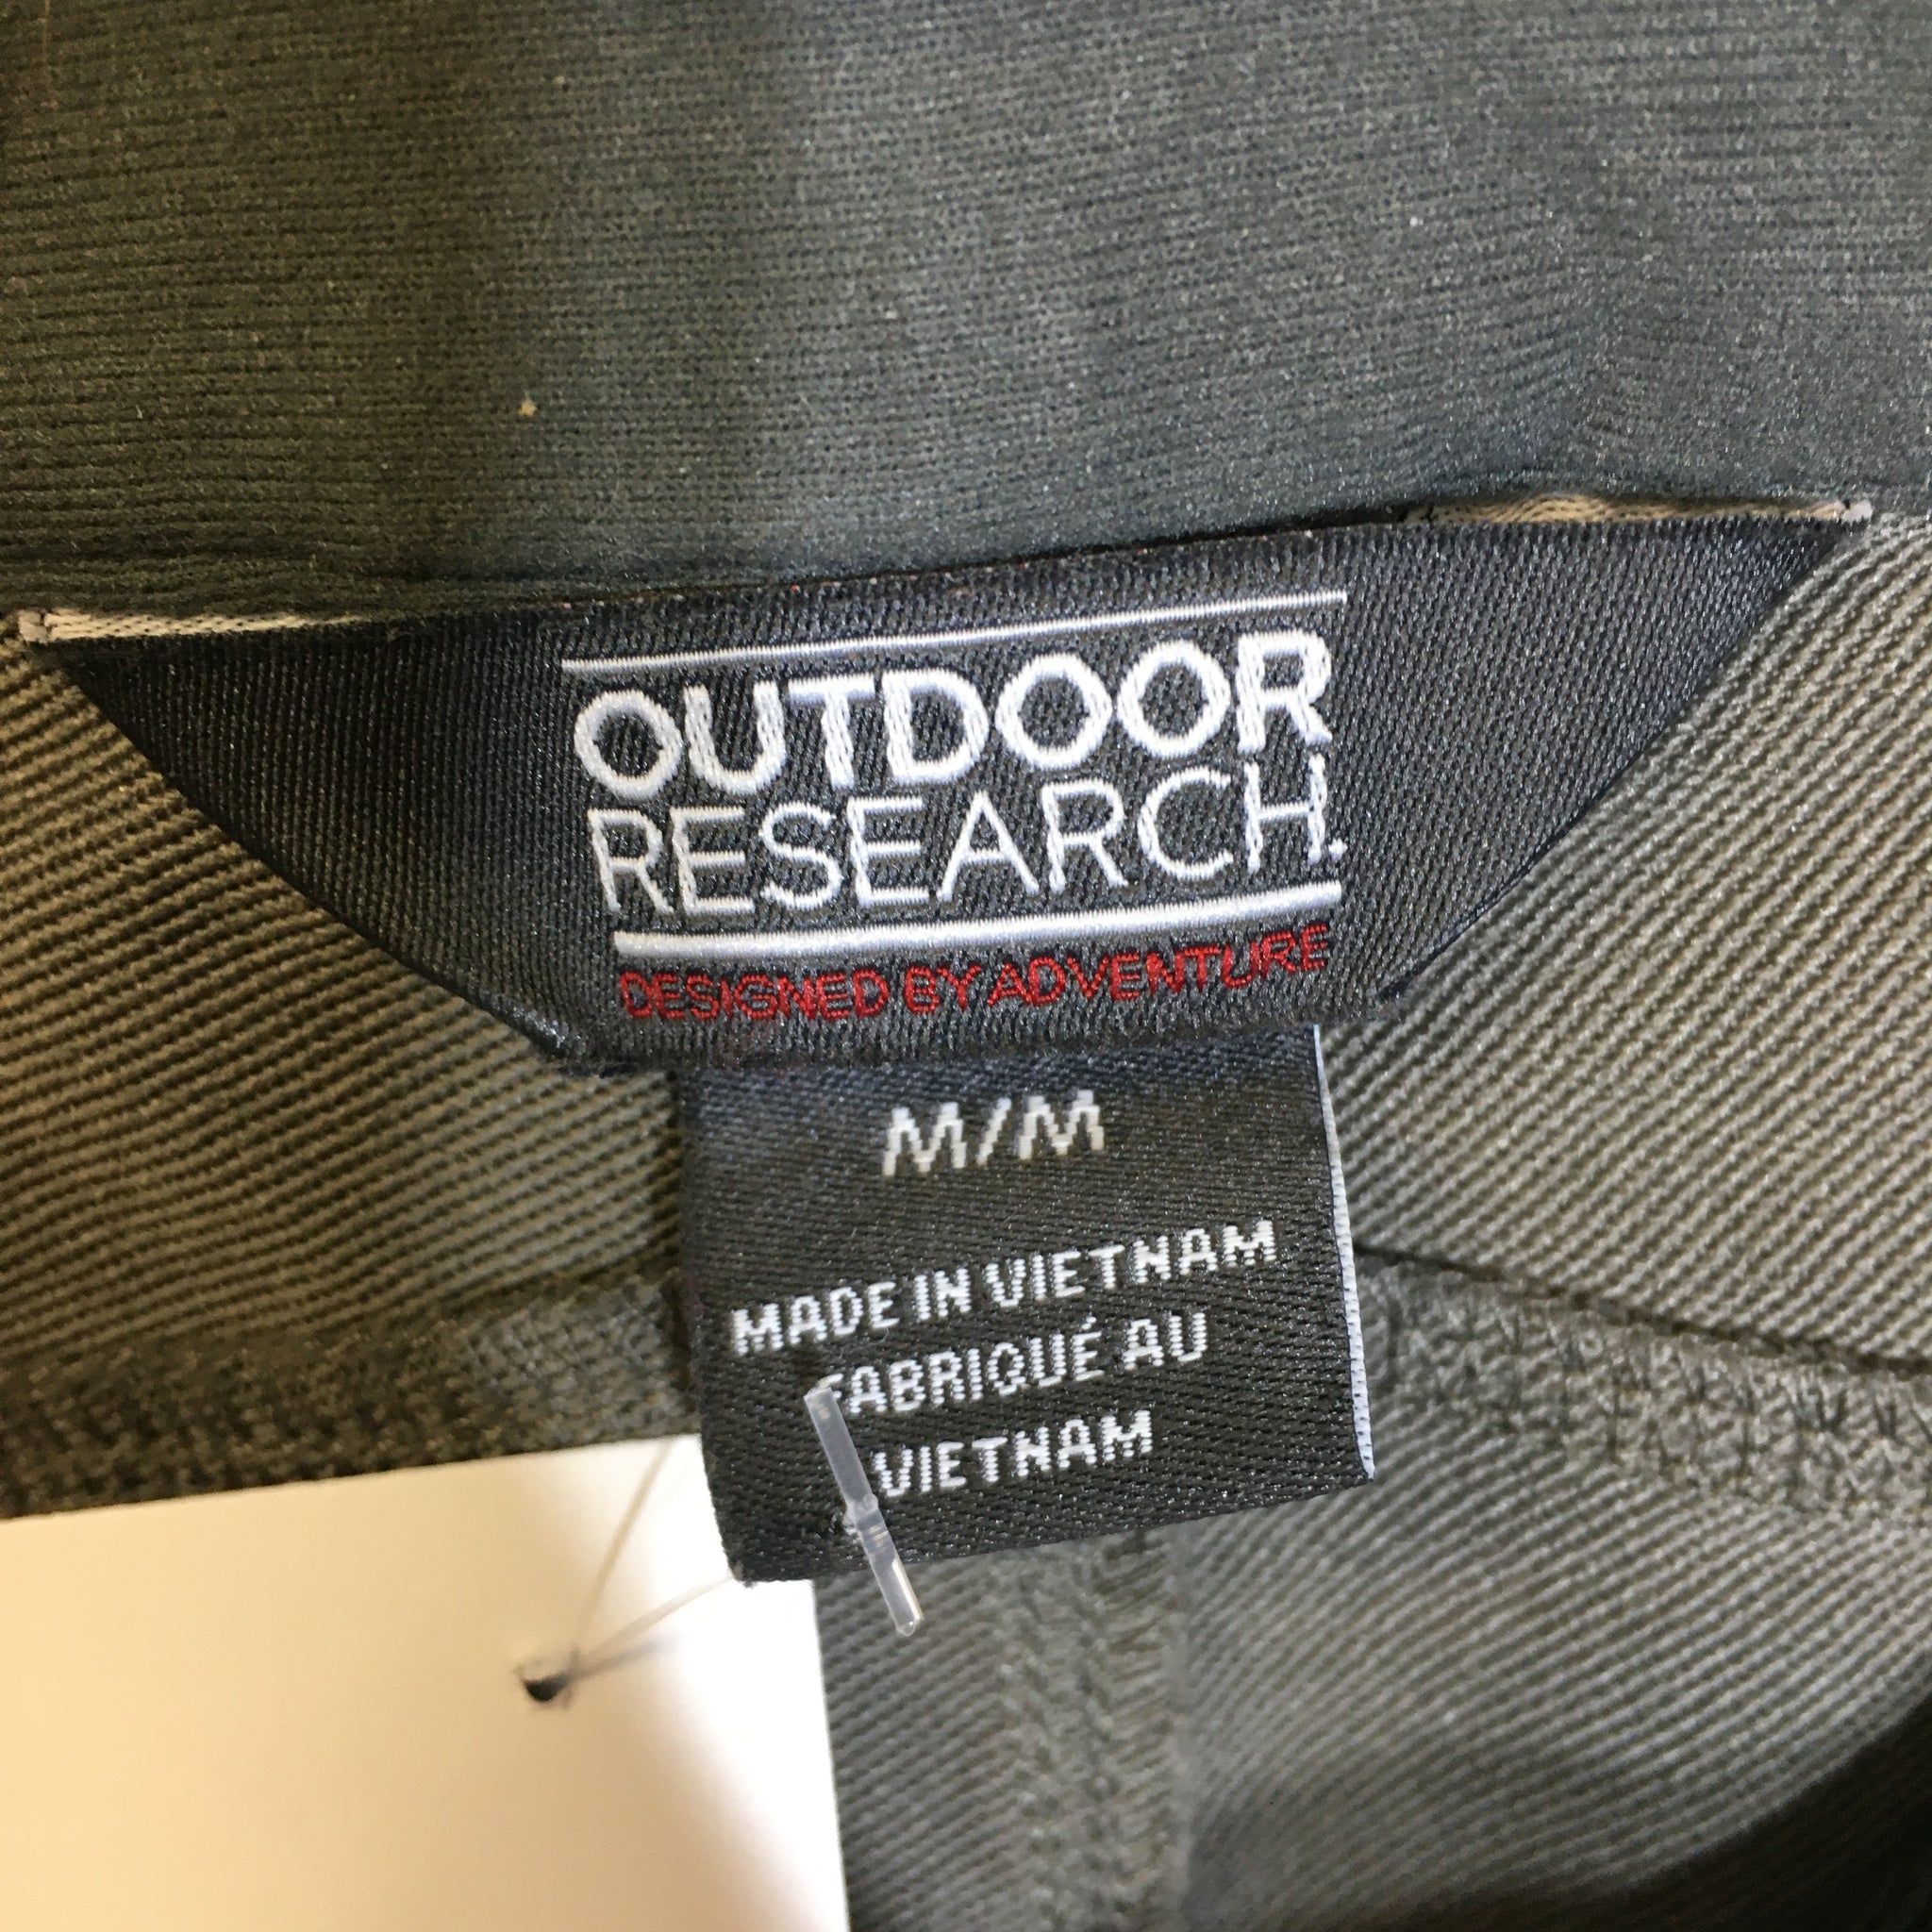 OUTDOOR
RESEARCH.
DESIGNED BY ADVENTURE
M/M
MADE IN VIETNAM
FABRIQUÉ AU
VIETNAM